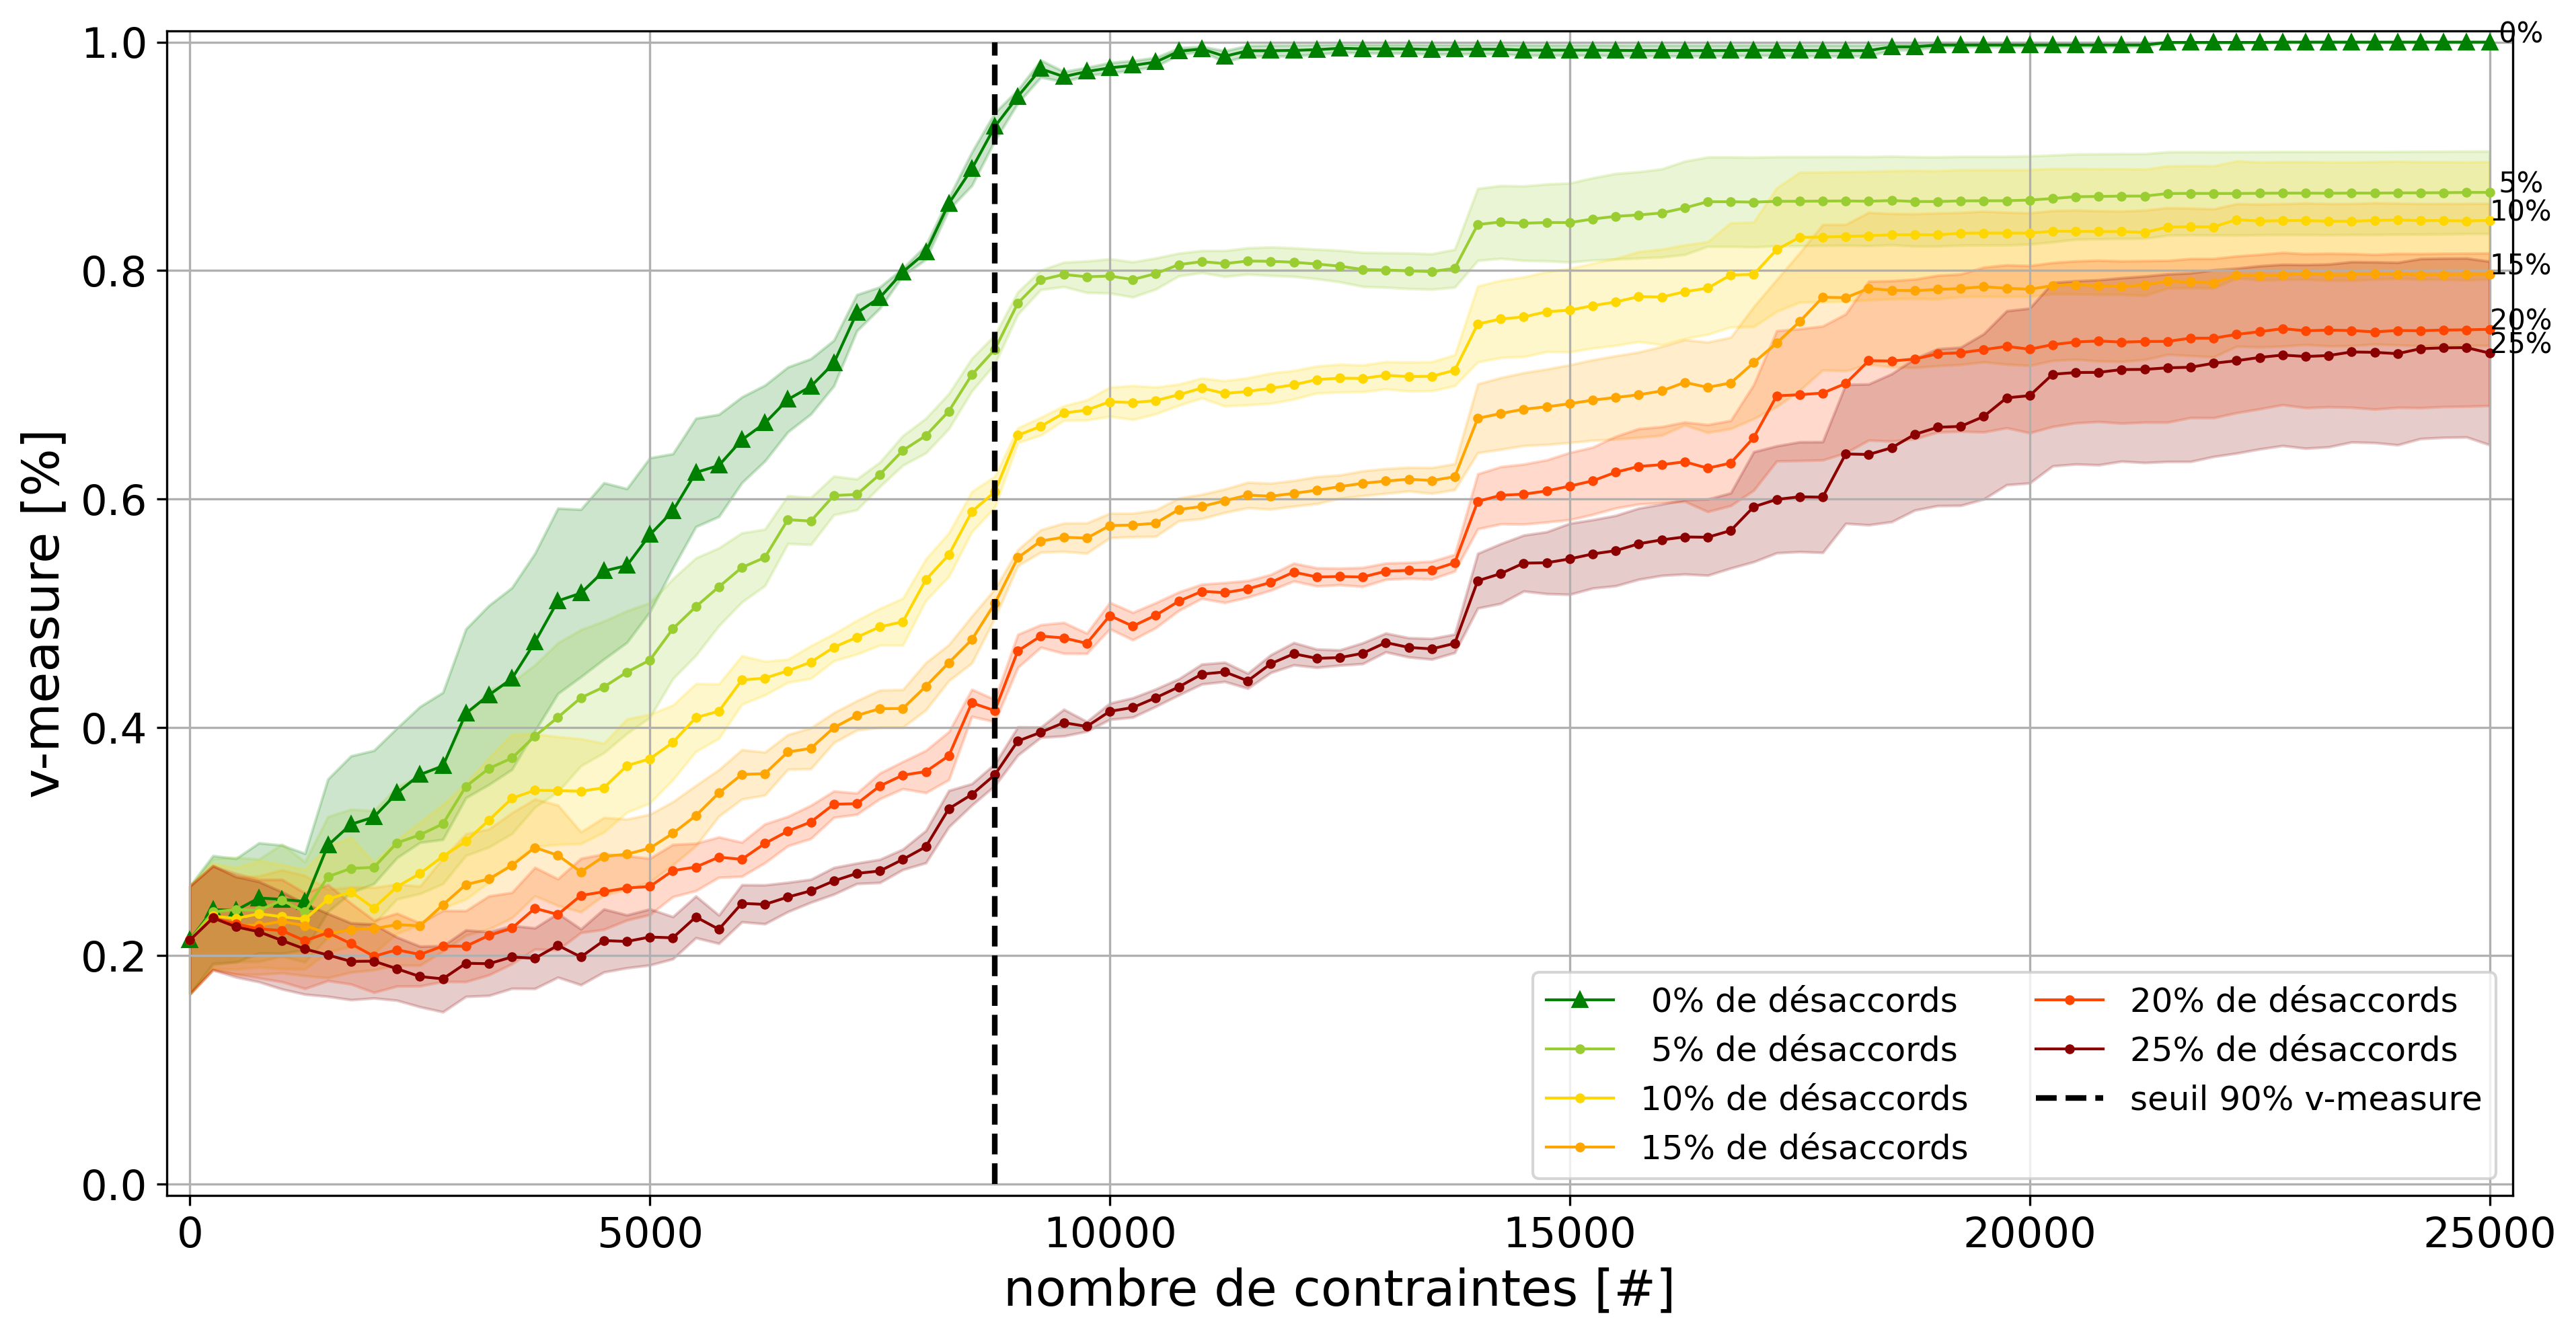 1.0
0.8
0.6
0.4
0.2
0.0
v-measure [%]
0%
5%
10%
15%
20%
25%
0% de désaccords
5% de désaccords
10% de désaccords
15% de désaccords
20% de désaccords
25% de désaccords
seuil 90% v-measure
0
5000
10000
15000
20000
25000
nombre de contraintes [#]